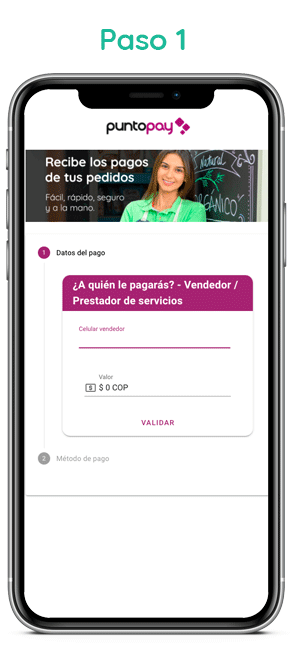 Paso 1
puntopay
Recibe los pagos
de tus pedidos
Fácil, rápido, seguro
y a la mano.
Natural
ORGÁNICO
1 Datos del pago
¿A quién le pagarás? - Vendedor /
Prestador de servicios
Celular vendedor
Valor
$ 0 COP
VALIDAR
2 Método de pago